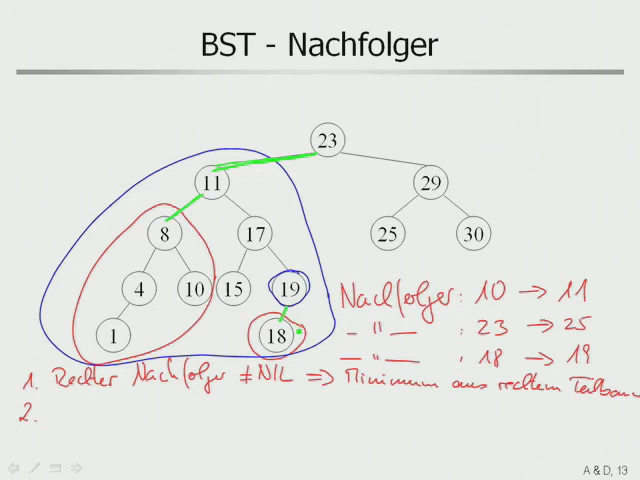 BST - Nachfolger
23
11
29
8
17
25
30
4
10
15
19
1
18
Nachfolger: 10 → 11
— " — : 23 → 25
— " — , 18 → 19
1. Rechter Nachfolger ≠ NIL => Minimum aus rechtem Teilbaum
2.
A & D, 13